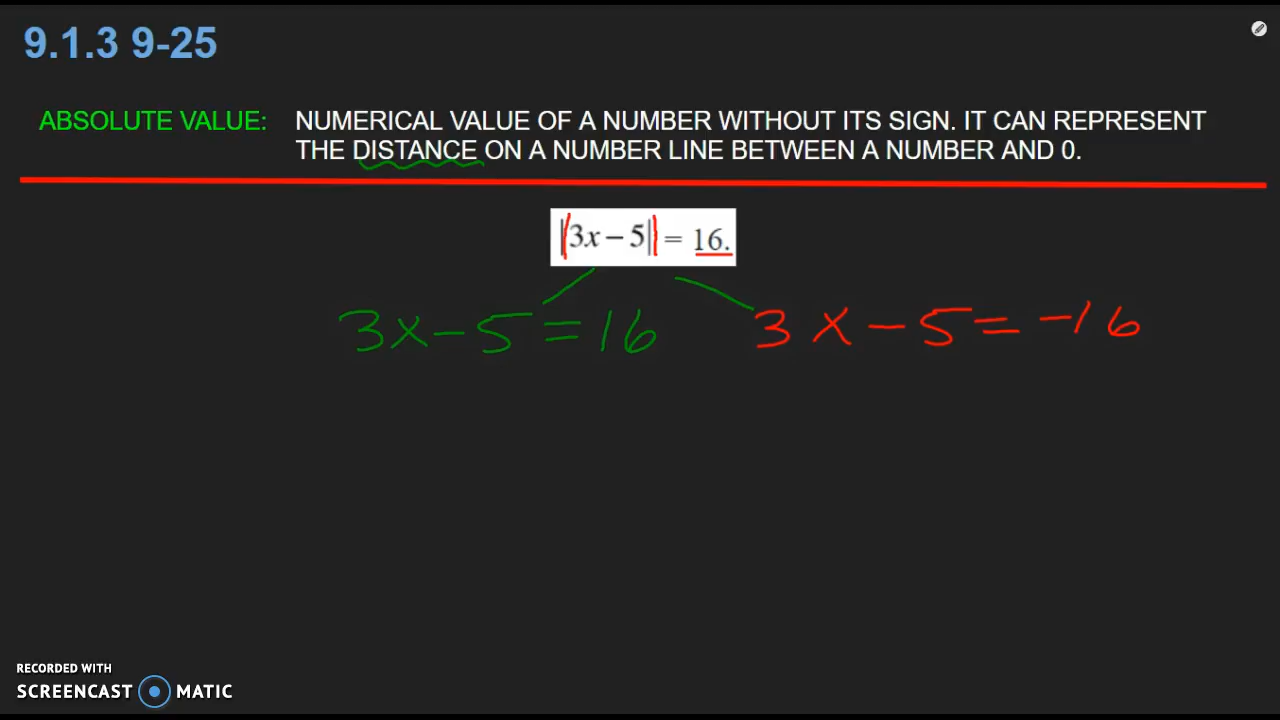 9.1.3 9-25
ABSOLUTE VALUE: NUMERICAL VALUE OF A NUMBER WITHOUT ITS SIGN. IT CAN REPRESENT
THE DISTANCE ON A NUMBER LINE BETWEEN A NUMBER AND 0.
|3x – 5| = 16.
3x-5=16 3x-5=-16
RECORDED WITH
SCREENCAST MATIC